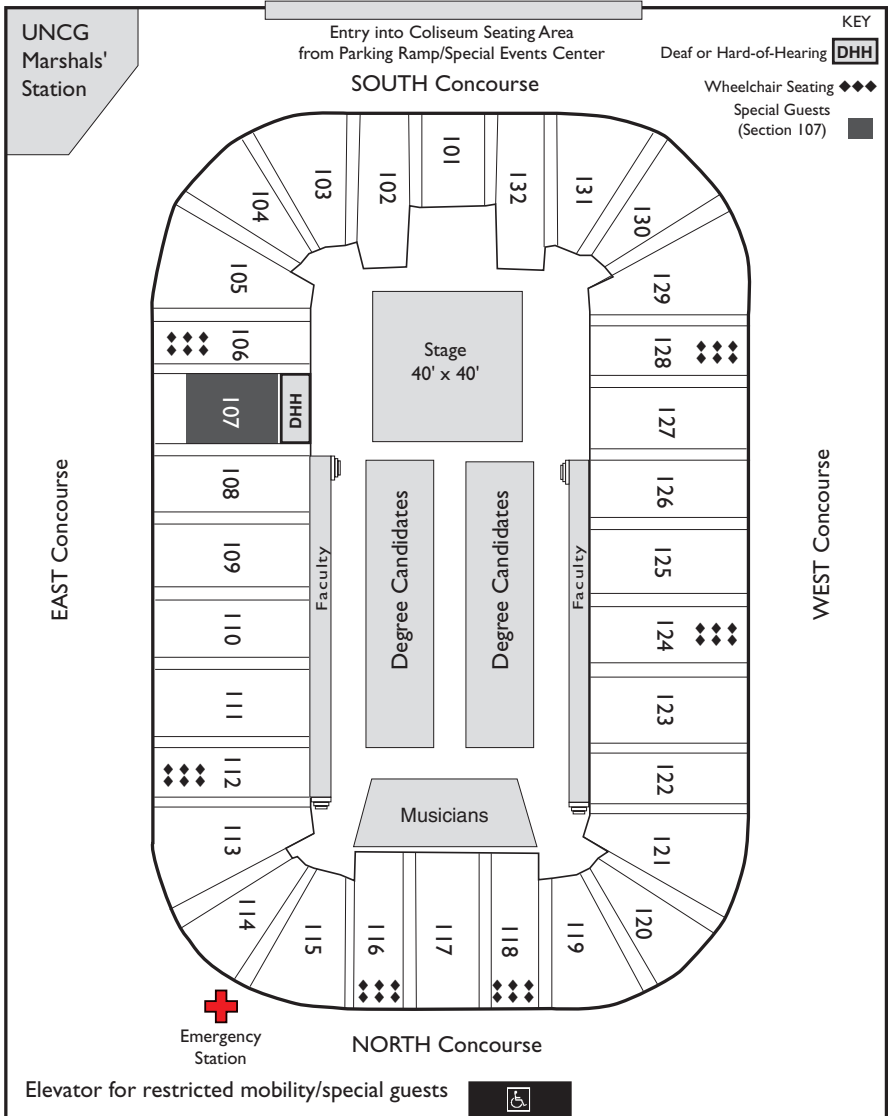 UNCG
Marshals'
Station
Entry into Coliseum Seating Area
from Parking Ramp/Special Events Center
SOUTH Concourse
KEY
Deaf or Hard-of-Hearing DHH
Wheelchair Seating
Special Guests
(Section 107)
101
102
103
104
105
106
107
DHH
108
109
110
111
112
113
114
115
116
117
118
119
120
121
122
123
124
125
126
127
128
129
130
131
132
Stage
40' x 40'
EAST Concourse
Faculty
Degree Candidates
Degree Candidates
Faculty
WEST Concourse
Musicians
Emergency
Station
NORTH Concourse
Elevator for restricted mobility/special guests